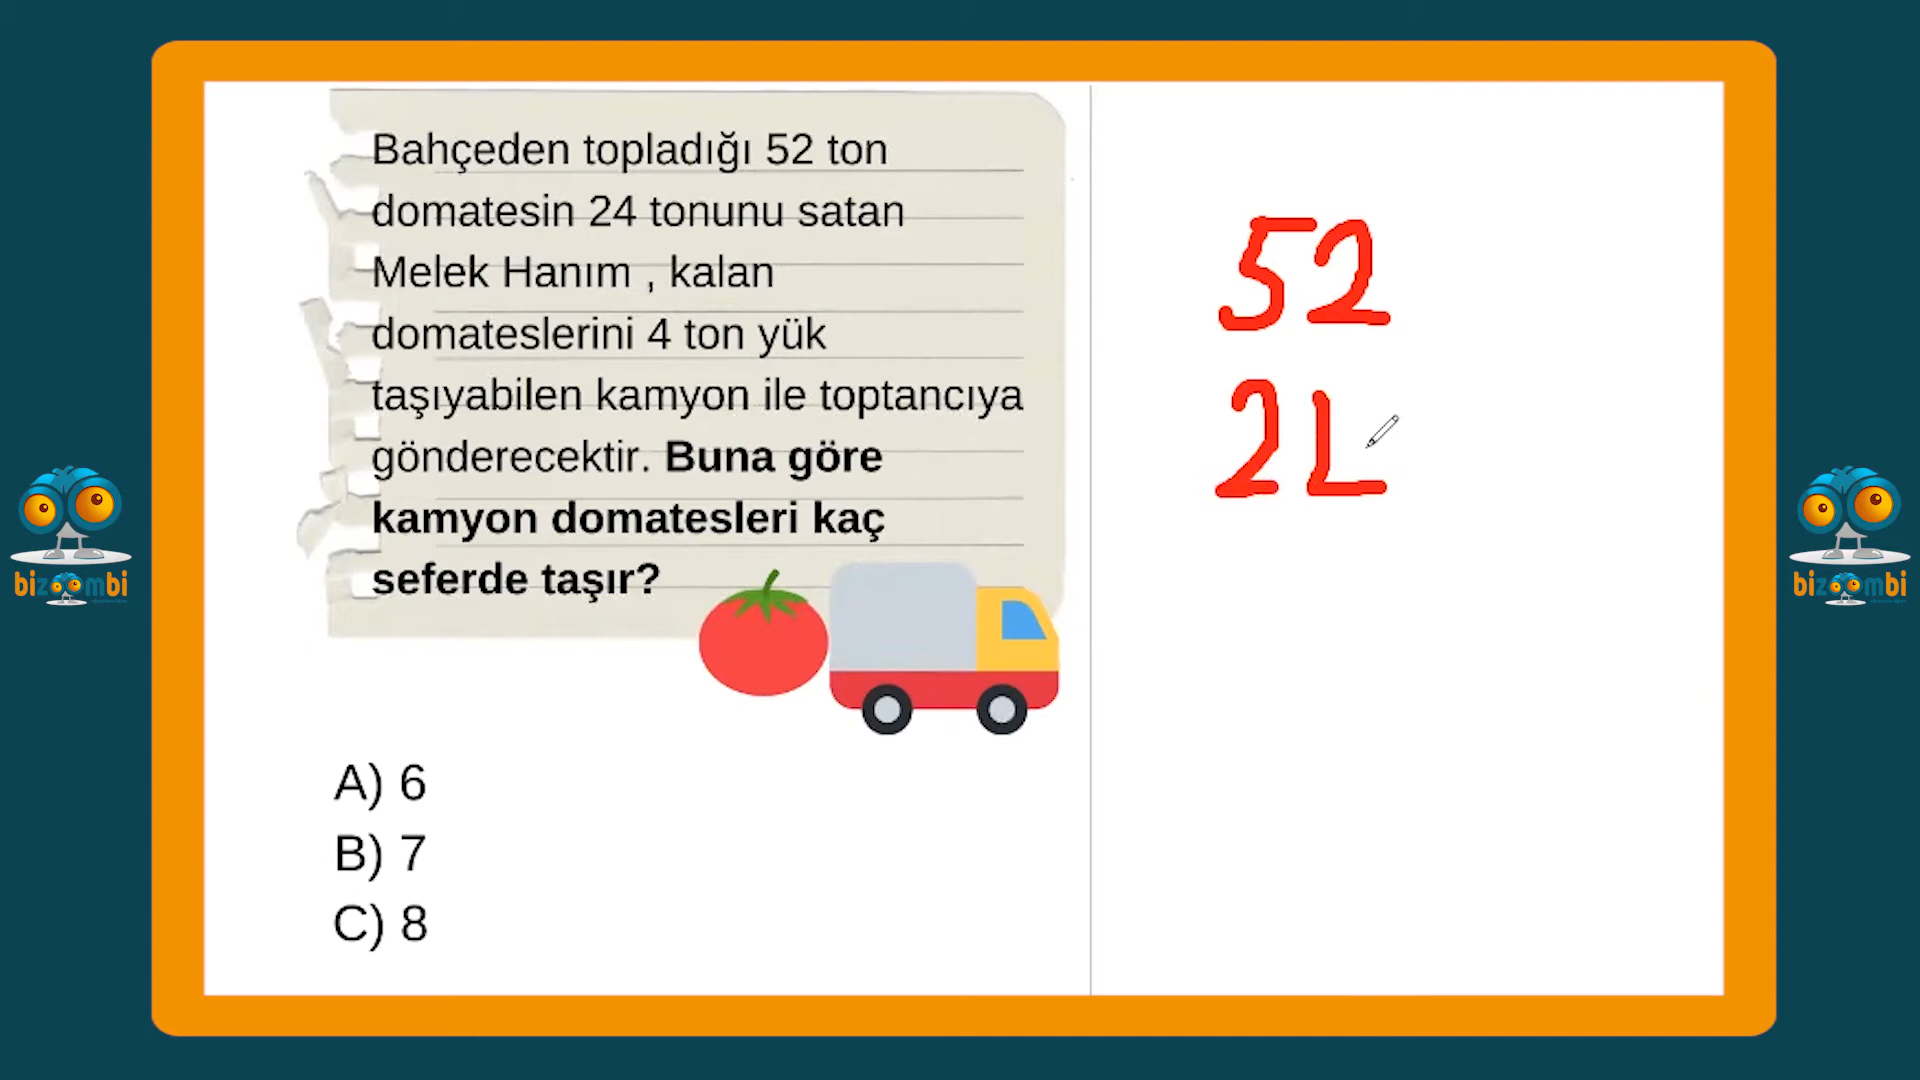 Bahçeden topladığı 52 ton
domatesin 24 tonunu satan
Melek Hanım , kalan
domateslerini 4 ton yük
taşıyabilen kamyon ile toptancıya
gönderecektir. Buna göre
kamyon domatesleri kaç
seferde taşır?
A) 6
B) 7
C) 8
52
2L
bizoombi
bizoombi